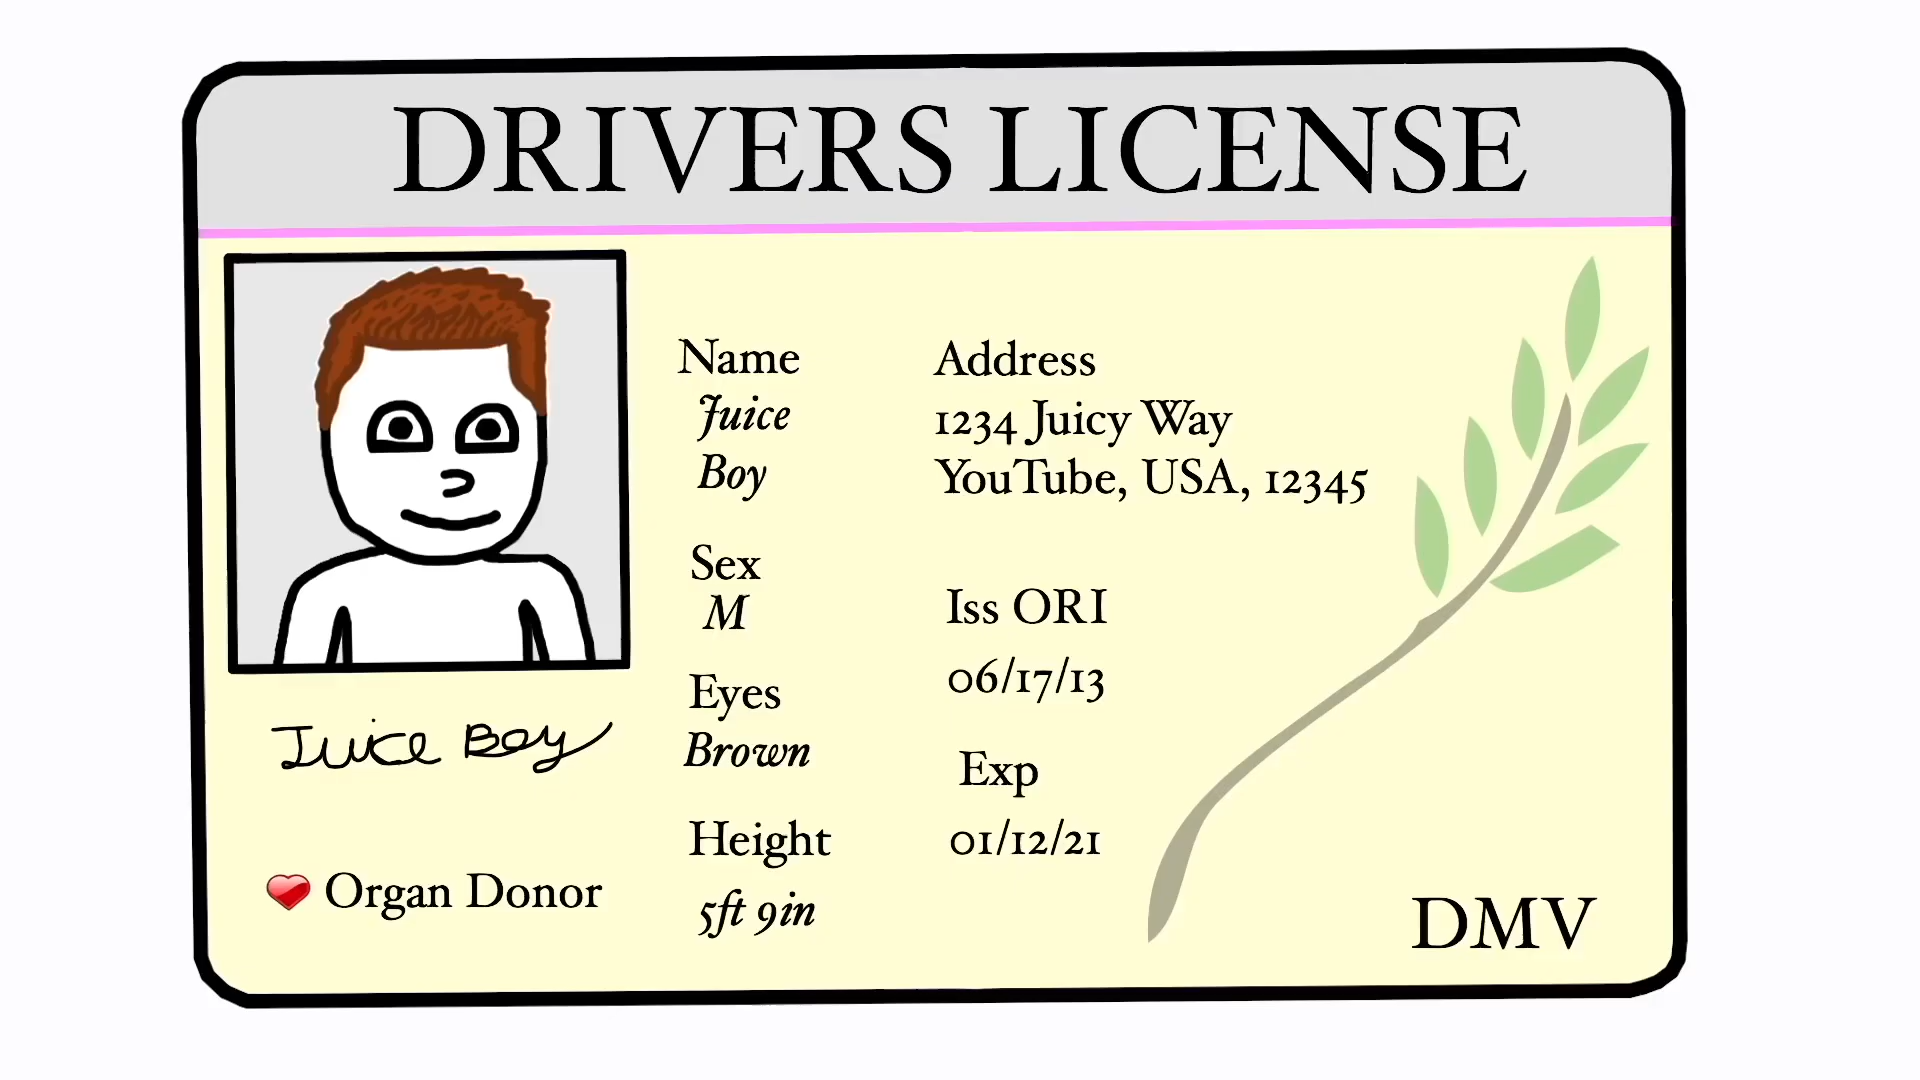 DRIVERS LICENSE
Name
Juice
Boy
Sex
M
Eyes
Brown
Height
5ft 9in
Address
1234 Juicy Way
YouTube, USA, 12345
Iss ORI
06/17/13
Exp
01/12/21
Juice Boy
Organ Donor
DMV